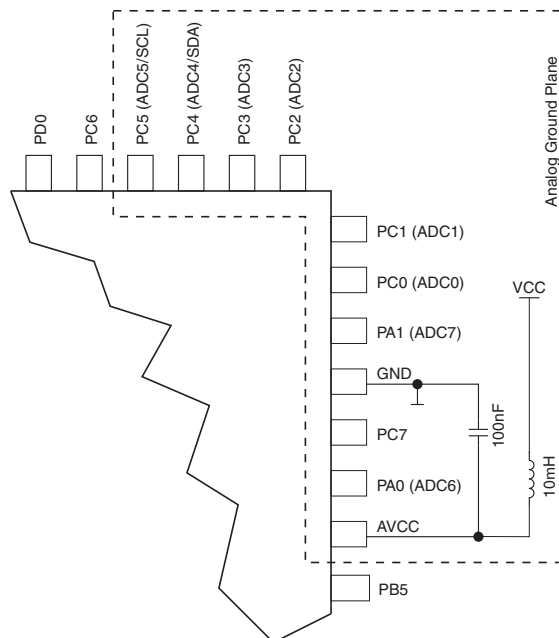 PD0
PC6
PC5 (ADC5/SCL)
PC4 (ADC4/SDA)
PC3 (ADC3)
PC2 (ADC2)
Analog Ground Plane
PC1 (ADC1)
PC0 (ADC0)
VCC
PA1 (ADC7)
GND
100nF
PC7
10mH
PA0 (ADC6)
AVCC
PB5